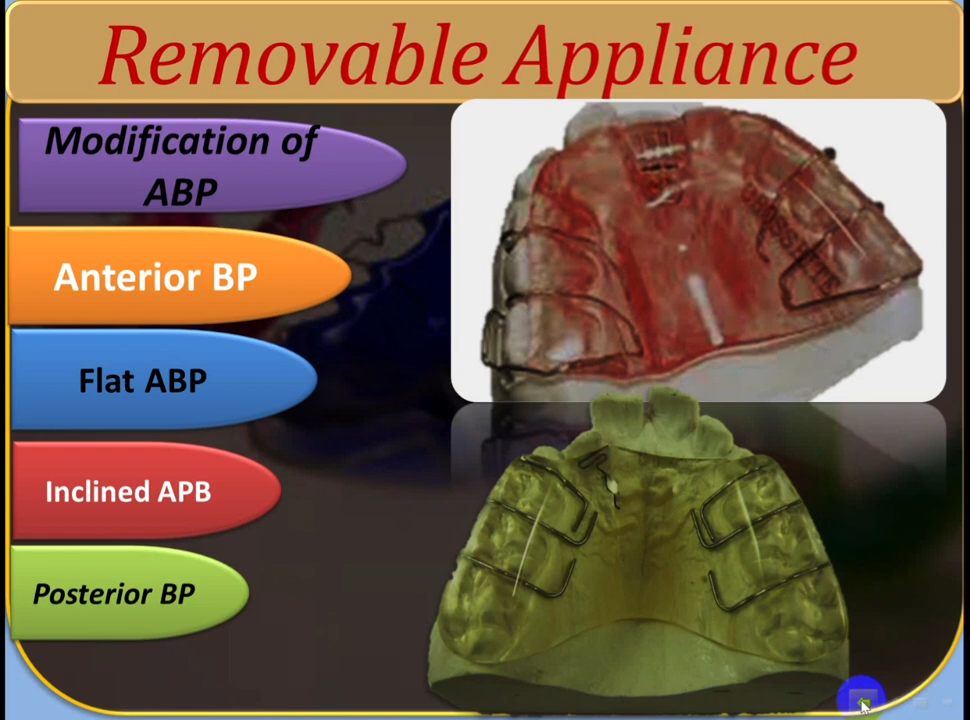 Removable Appliance
Modification of
ABP
Anterior BP
Flat ABP
Inclined APB
Posterior BP